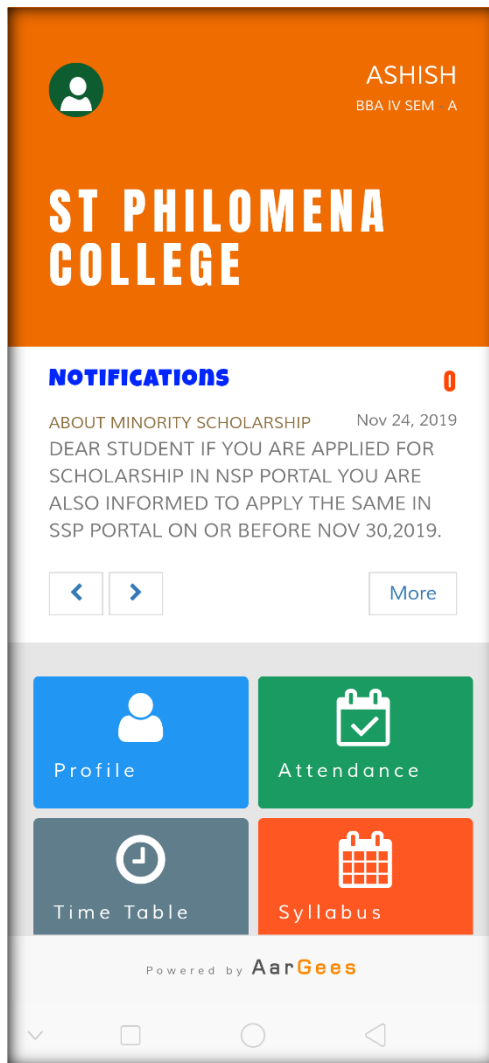 ASHISH
BBA IV SEM - A
ST PHILOMENA
COLLEGE
NOTIFICATIONS 0
ABOUT MINORITY SCHOLARSHIP Nov 24, 2019
DEAR STUDENT IF YOU ARE APPLIED FOR
SCHOLARSHIP IN NSP PORTAL YOU ARE
ALSO INFORMED TO APPLY THE SAME IN
SSP PORTAL ON OR BEFORE NOV 30,2019.
More
Profile Attendance
Time Table Syllabus
Powered by AarGees